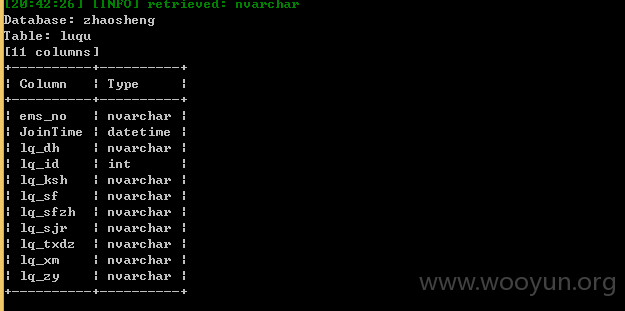 [20:42:26] [INFO] retrieved: nvarchar
Database: zhaosheng
Table: luqu
[11 columns]
+----------+----------+
| Column | Type |
+----------+----------+
| ems_no | nvarchar |
| JoinTime | datetime |
| lq_dh | nvarchar |
| lq_id | int |
| lq_ksh | nvarchar |
| lq_sf | nvarchar |
| lq_sfzh | nvarchar |
| lq_sjr | nvarchar |
| lq_txdz | nvarchar |
| lq_xm | nvarchar |
| lq_zy | nvarchar |
+----------+----------+
www.wooyun.org